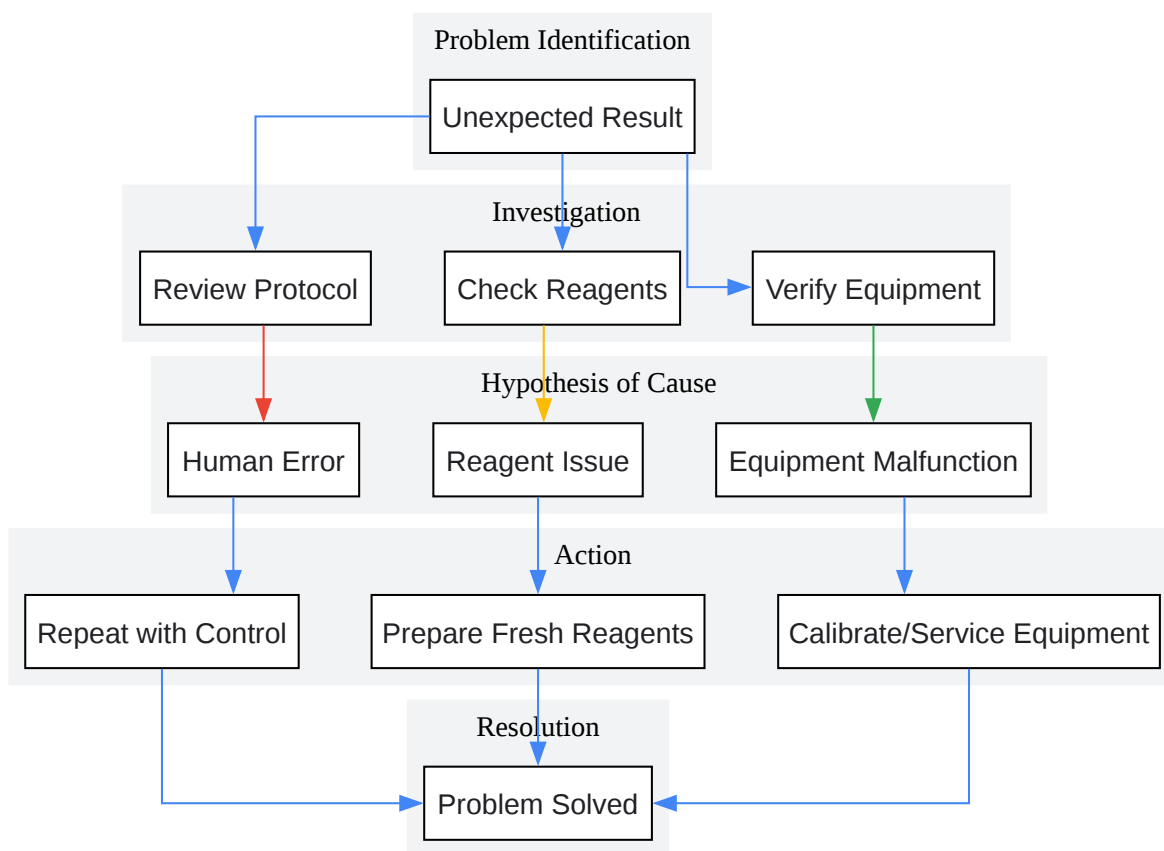 Problem Identification
Unexpected Result
Investigation
Review Protocol
Check Reagents
Verify Equipment
Hypothesis of Cause
Human Error
Reagent Issue
Equipment Malfunction
Action
Repeat with Control
Prepare Fresh Reagents
Calibrate/Service Equipment
Resolution
Problem Solved